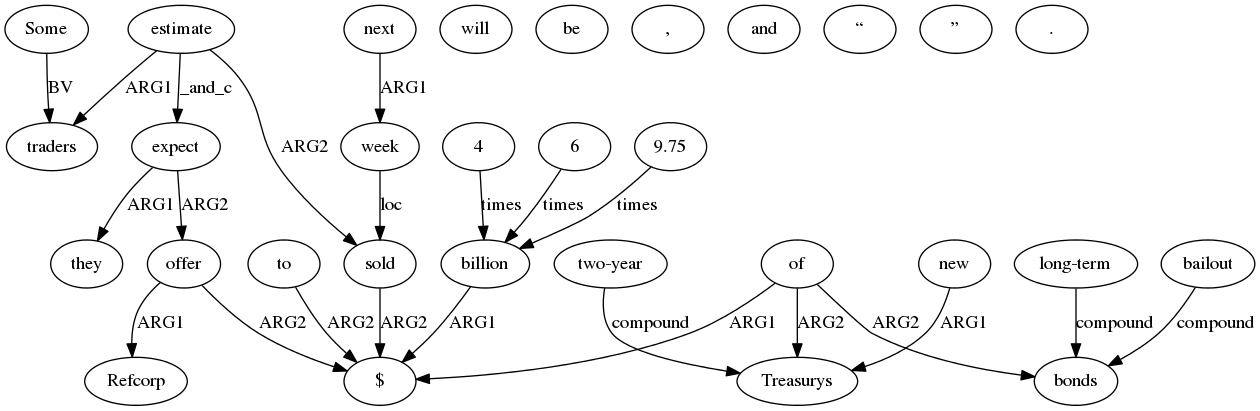 Some estimate next will be , and “ ” .
BV ARG1 _and_c ARG1
traders expect ARG2 week 4 6 9.75
ARG1 ARG2 loc times times times
they offer to sold billion two-year of new long-term bailout
ARG1 ARG2 ARG2 ARG2 ARG1 compound ARG1 ARG2 ARG2 ARG1 compound compound
Refcorp $ Treasurys bonds